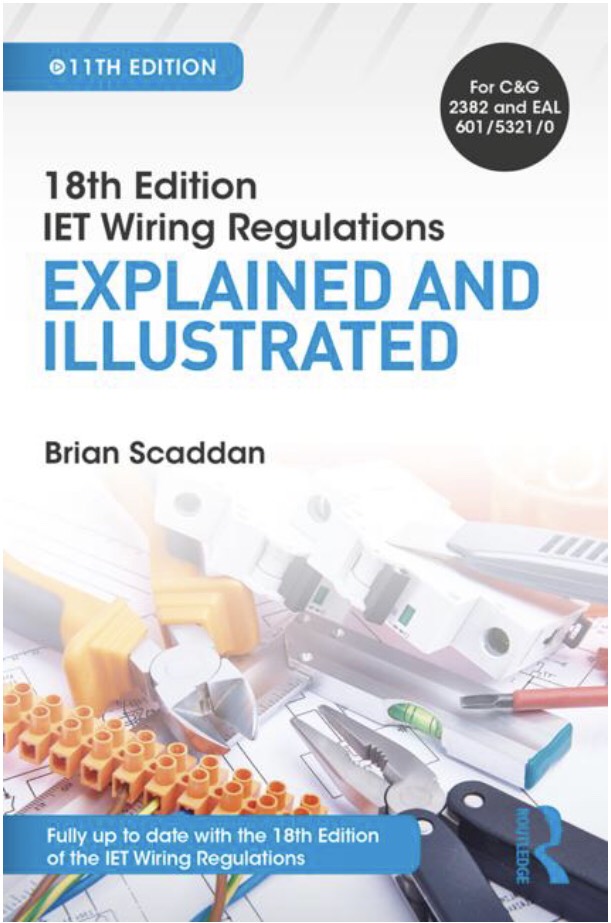 11TH EDITION
For C&G
2382 and EAL
601/5321/0
18th Edition
IET Wiring Regulations
EXPLAINED AND
ILLUSTRATED
Brian Scaddan
Fully up to date with the 18th Edition
of the IET Wiring Regulations
ROUTLEDGE